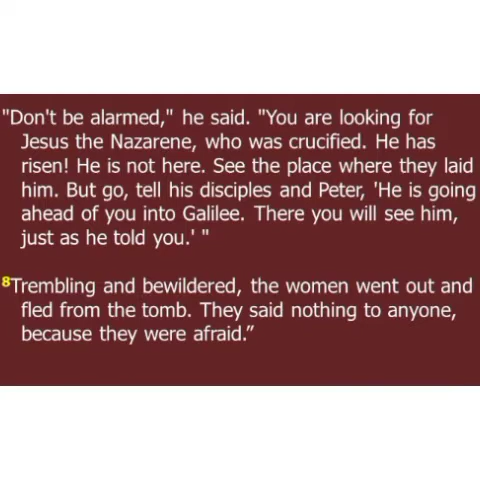 "Don't be alarmed," he said. "You are looking for
Jesus the Nazarene, who was crucified. He has
risen! He is not here. See the place where they laid
him. But go, tell his disciples and Peter, 'He is going
ahead of you into Galilee. There you will see him,
just as he told you.' "
8Trembling and bewildered, the women went out and
fled from the tomb. They said nothing to anyone,
because they were afraid.”